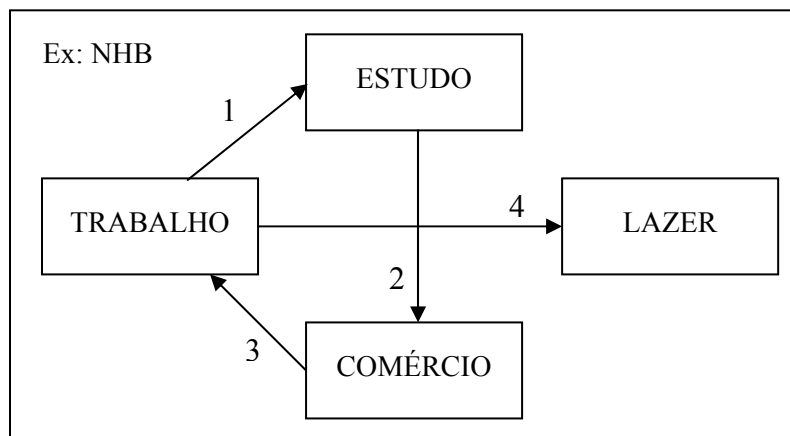 Ex: NHB
ESTUDO
1
TRABALHO
4
LAZER
2
3
COMÉRCIO